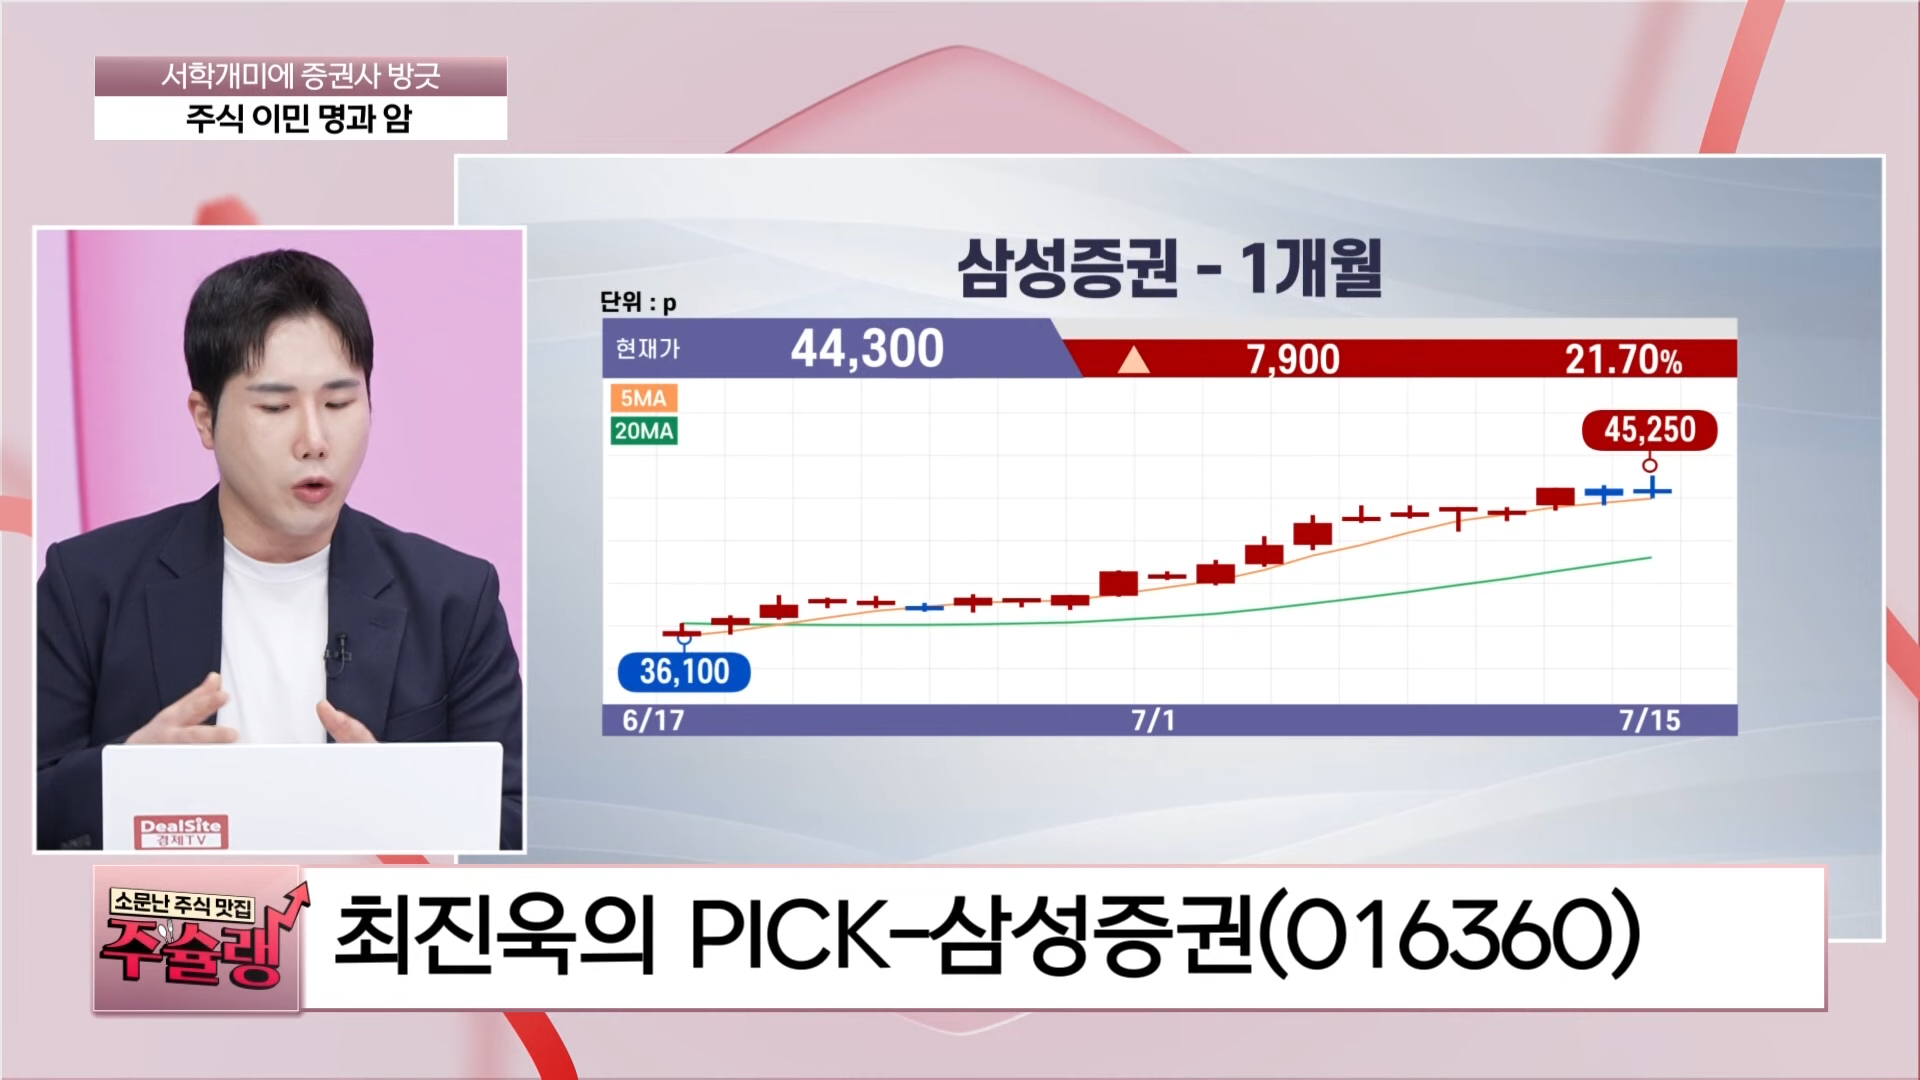 서학개미에 증권사 방긋
주식 이민 명과 암
삼성증권 - 1개월
단위 : p
현재가 44,300 ▲ 7,900 21.70%
5MA
20MA
45,250
36,100
6/17 7/1 7/15
DealSite
경제TV
소문난 주식 맛집
주슐랭
최진욱의 PICK-삼성증권(016360)